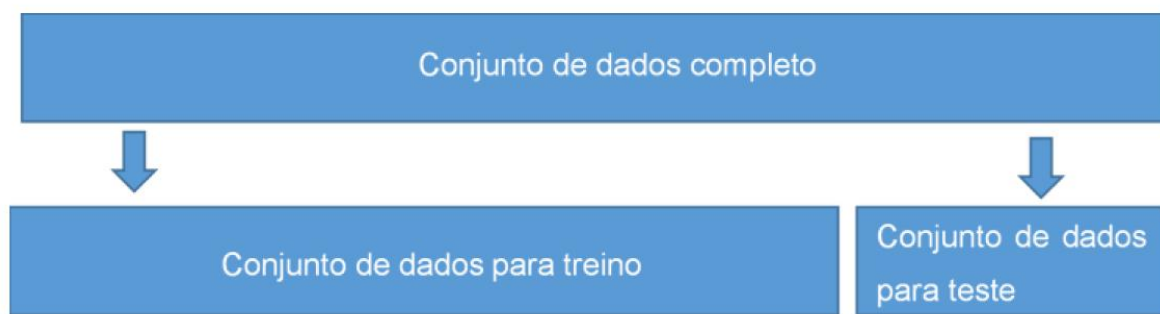 Conjunto de dados completo
Conjunto de dados para treino
Conjunto de dados
para teste